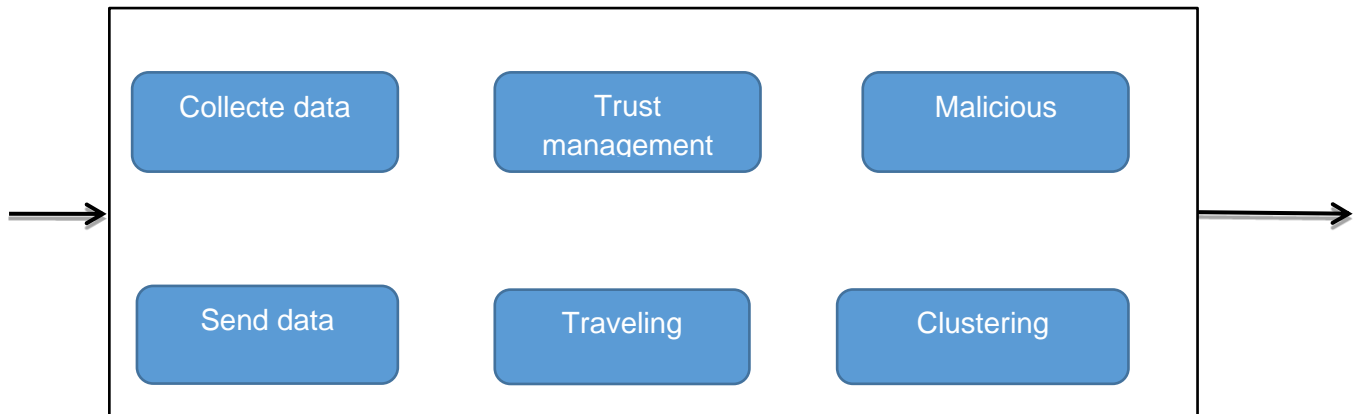 Collecte data
Trust
management
Malicious
Send data
Traveling
Clustering